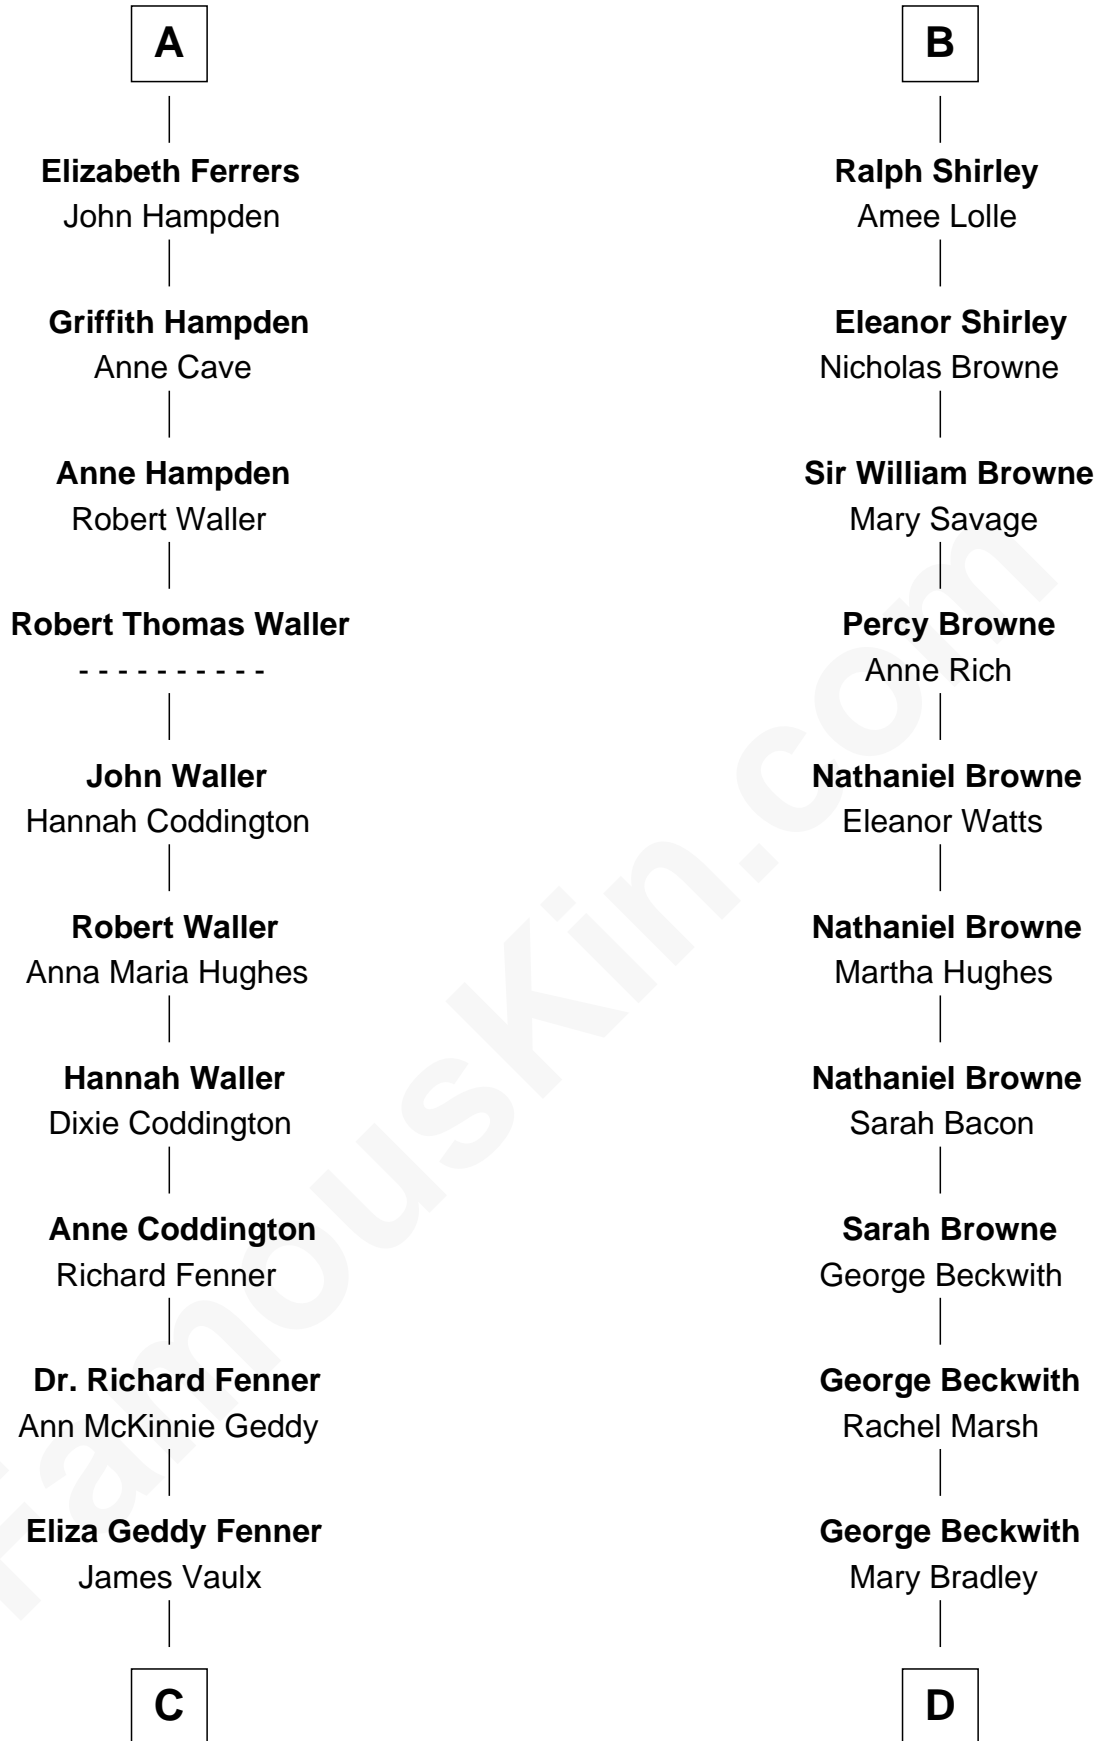 A
Elizabeth Ferrers
John Hampden
Griffith Hampden
Anne Cave
Anne Hampden
Robert Waller
Robert Thomas Waller
- - - - - - - - - -
John Waller
Hannah Coddington
Robert Waller
Anna Maria Hughes
Hannah Waller
Dixie Coddington
Anne Coddington
Richard Fenner
Dr. Richard Fenner
Ann McKinnie Geddy
Eliza Geddy Fenner
James Vaulx
C
B
Ralph Shirley
Amee Lolle
Eleanor Shirley
Nicholas Browne
Sir William Browne
Mary Savage
Percy Browne
Anne Rich
Nathaniel Browne
Eleanor Watts
Nathaniel Browne
Martha Hughes
Nathaniel Browne
Sarah Bacon
Sarah Browne
George Beckwith
George Beckwith
Rachel Marsh
George Beckwith
Mary Bradley
D
FamousKin.com